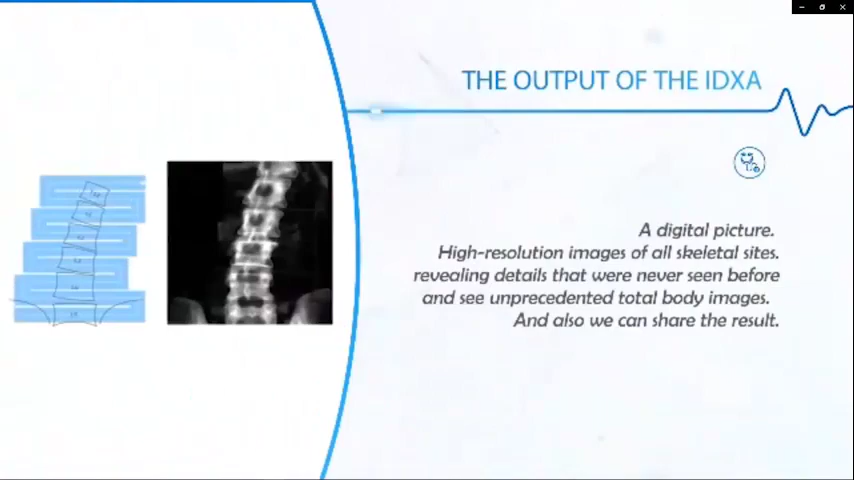 THE OUTPUT OF THE IDXA
A digital picture.
High-resolution images of all skeletal sites.
revealing details that were never seen before
and see unprecedented total body images.
And also we can share the result.